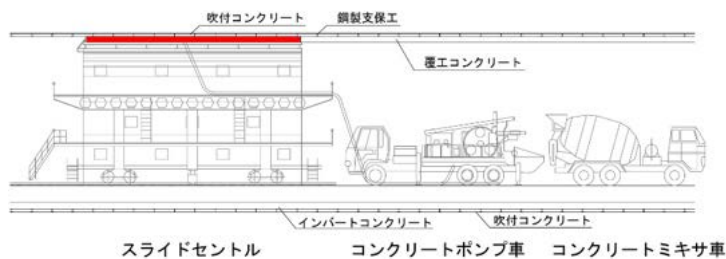 吹付コンクリート
鋼製支保工
覆工コンクリート
インバートコンクリート
吹付コンクリート
スライドセントル
コンクリートポンプ車
コンクリートミキサ車